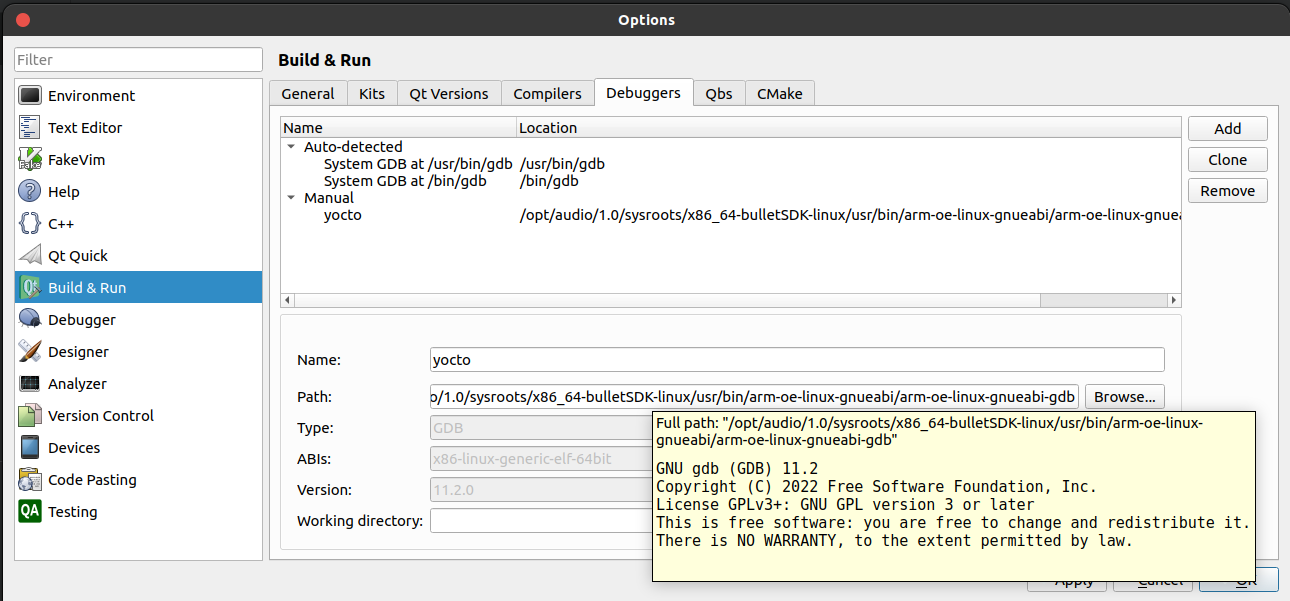 Options
Filter
Environment
Text Editor
FakeVim
Help
C++
Qt Quick
Build & Run
Debugger
Designer
Analyzer
Version Control
Devices
Code Pasting
QA Testing
Build & Run
General Kits Qt Versions Compilers Debuggers Qbs CMake
Name Location
Auto-detected
System GDB at /usr/bin/gdb /usr/bin/gdb
System GDB at /bin/gdb /bin/gdb
Manual
yocto /opt/audio/1.0/sysroots/x86_64-bulletSDK-linux/usr/bin/arm-oe-linux-gnueabi/arm-oe-linux-gnuea
Add
Clone
Remove
Name: yocto
Path: o/1.0/sysroots/x86_64-bulletSDK-linux/usr/bin/arm-oe-linux-gnueabi/arm-oe-linux-gnueabi-gdb Browse...
Type: GDB
ABIs: x86-linux-generic-elf-64bit
Version: 11.2.0
Working directory:
Full path: "/opt/audio/1.0/sysroots/x86_64-bulletSDK-linux/usr/bin/arm-oe-linux-
gnueabi/arm-oe-linux-gnueabi-gdb"
GNU gdb (GDB) 11.2
Copyright (C) 2022 Free Software Foundation, Inc.
License GPLv3+: GNU GPL version 3 or later
This is free software: you are free to change and redistribute it.
There is NO WARRANTY, to the extent permitted by law.
Apply Cancel OK